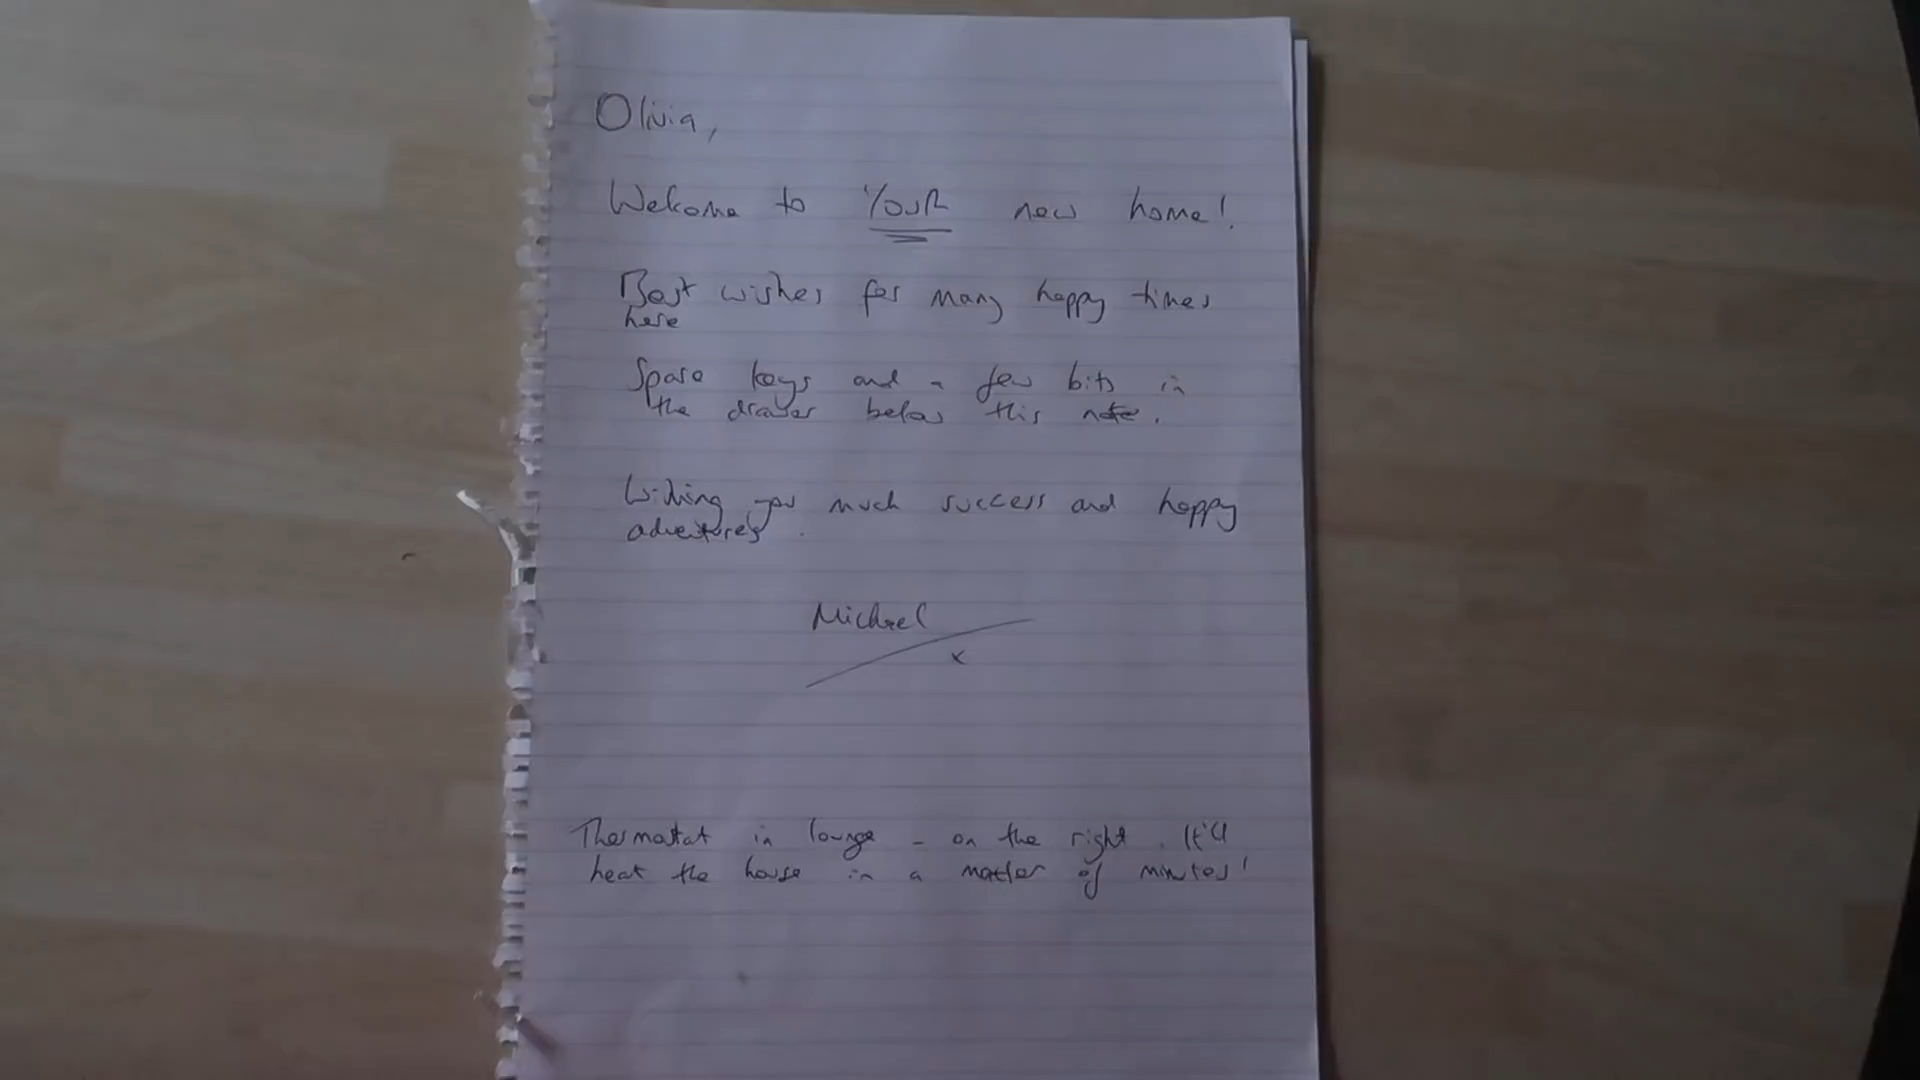 Olivia,
Welcome to YOUR new home!
Best wishes for many happy times
here
Spare keys and a few bits in
the drawer below this note.
Wishing you much success and happy
adventures.
Michael
x
Thermostat in lounge - on the right. It'll
heat the house in a matter of minutes!